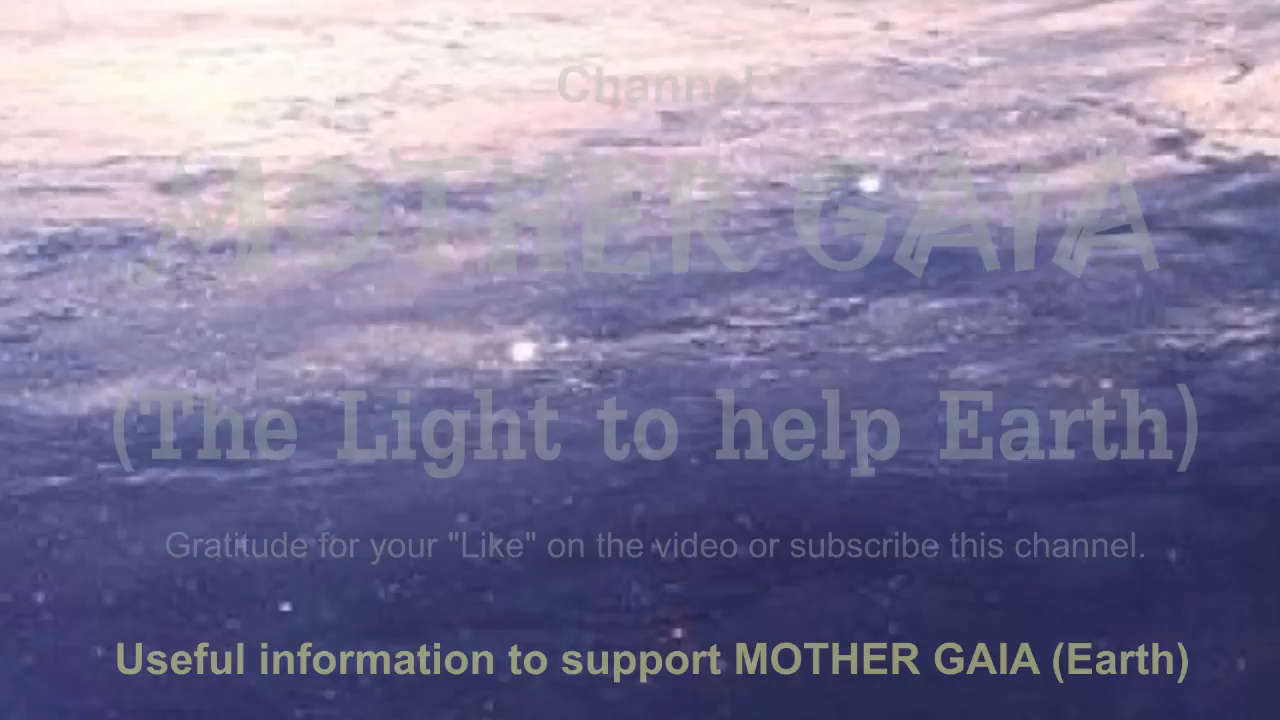 Channel
MOTHER GAIA
(The Light to help Earth)
Gratitude for your "Like" on the video or subscribe this channel.
Useful information to support MOTHER GAIA (Earth)